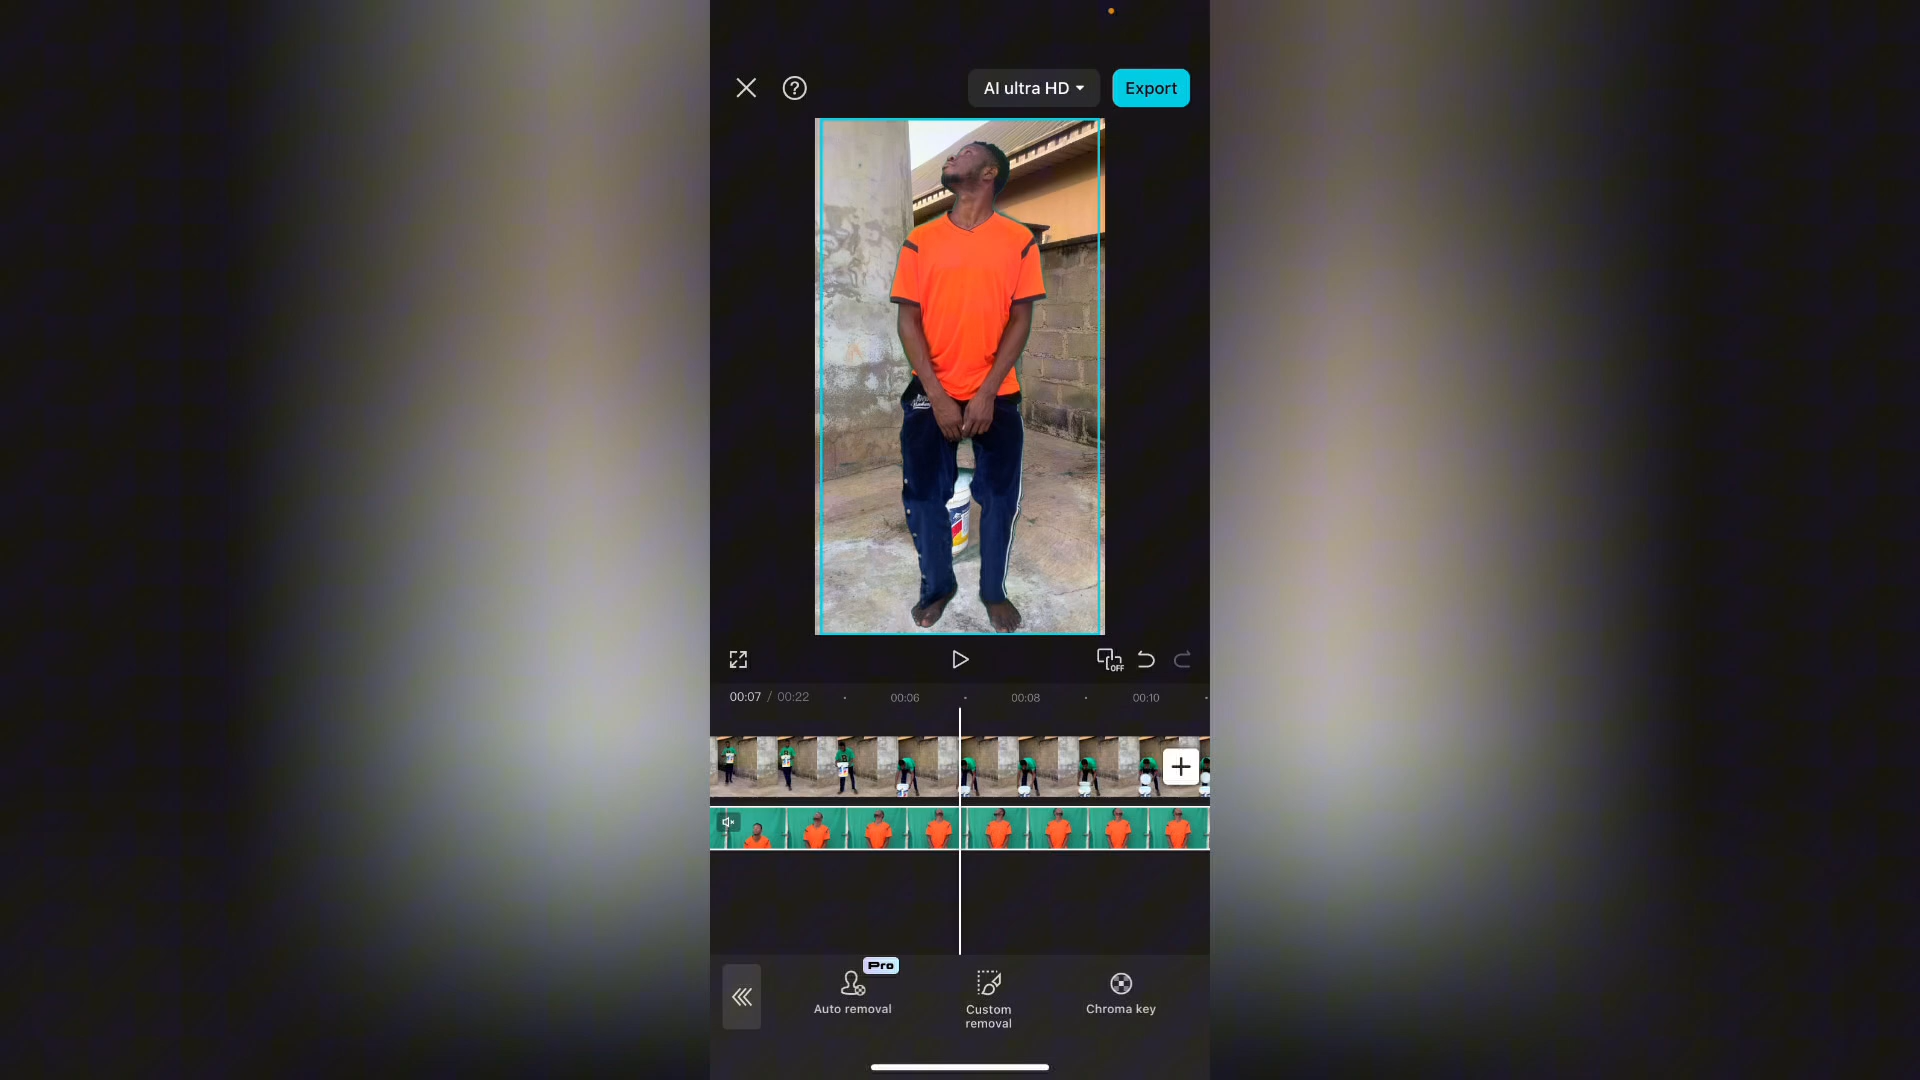 AI ultra HD
Export
00:07 / 00:22
00:06
00:08
00:10
OFF
Pro
Auto removal
Custom
removal
Chroma key